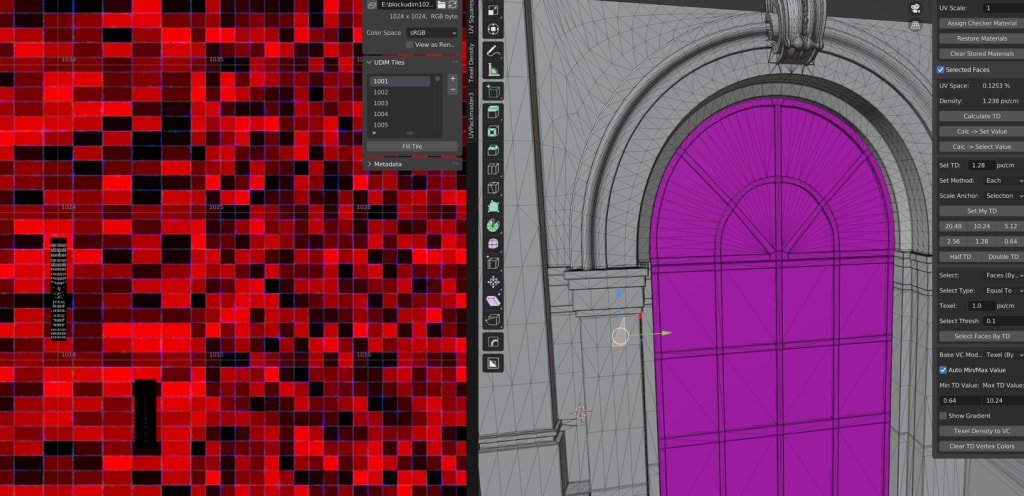 E:\blockudim102...
1024 x 1024, RGB byte
Color Space sRGB
View as Ren...
UDIM Tiles
1001
1002
1003
1004
1005
Fill Tile
Metadata
UV Squares
Texel Density
UVPackmaster3
1035
1024
1025
1026
1014
1015
1016
UV Scale: 1
Assign Checker Material
Restore Materials
Clear Stored Materials
Selected Faces
UV Space: 0.1253 %
Density: 1.238 px/cm
Calculate TD
Calc -> Set Value
Calc -> Select Value
Set TD: 1.28 px/cm
Set Method: Each
Scale Anchor: Selection
Set My TD
20.48 10.24 5.12
2.56 1.28 0.64
Half TD Double TD
Select: Faces (By...
Select Type: Equal To
Texel: 1.0 px/cm
Select Thresh 0.1
Select Faces By TD
Bake VC Mod... Texel (By
Auto Min/Max Value
Min TD Value: Max TD Value:
0.64 10.24
Show Gradient
Texel Density to VC
Clear TD Vertex Colors